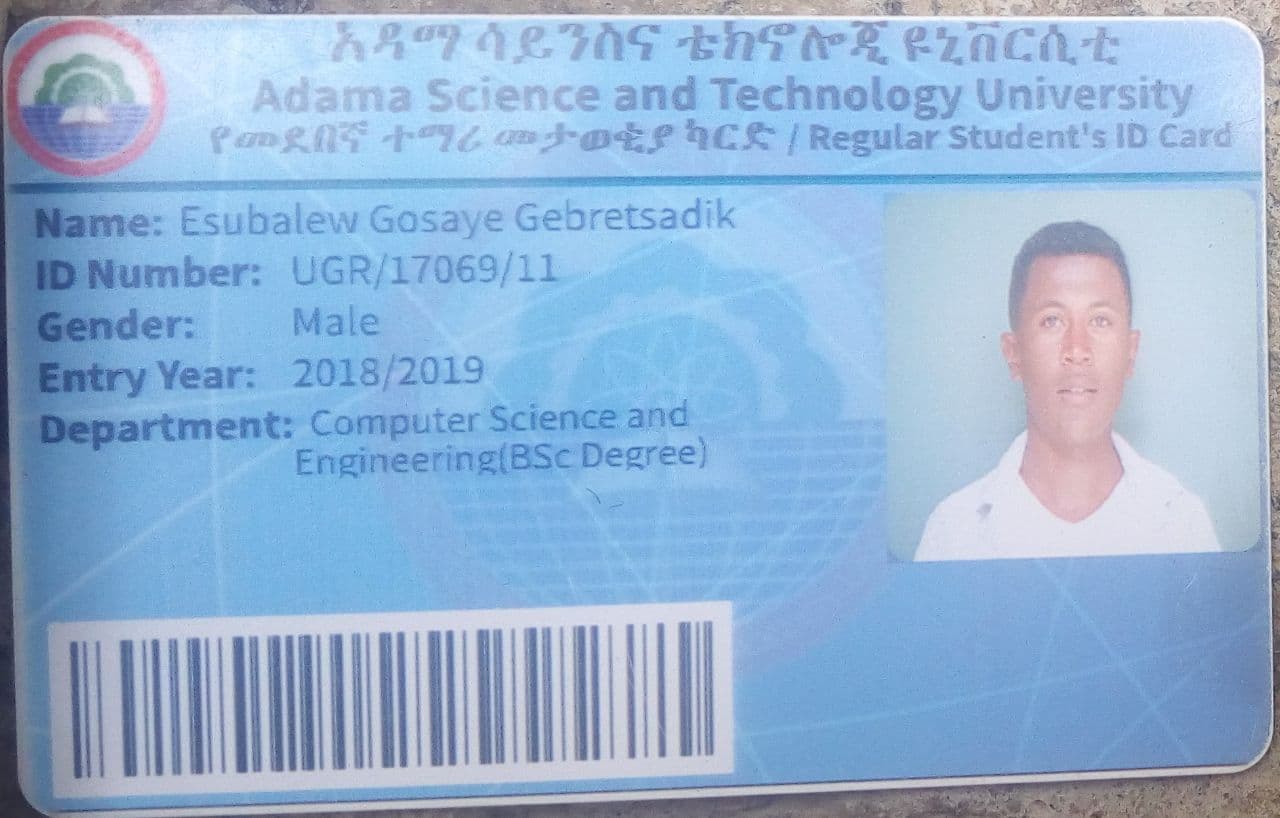 አዳማ ሳይንስና ቴክኖሎጂ ዩኒቨርሲቲ
Adama Science and Technology University
የመደበኛ ተማሪ መታወቂያ ካርድ / Regular Student's ID Card
Name: Esubalew Gosaye Gebretsadik
ID Number: UGR/17069/11
Gender: Male
Entry Year: 2018/2019
Department: Computer Science and
Engineering(BSc Degree)